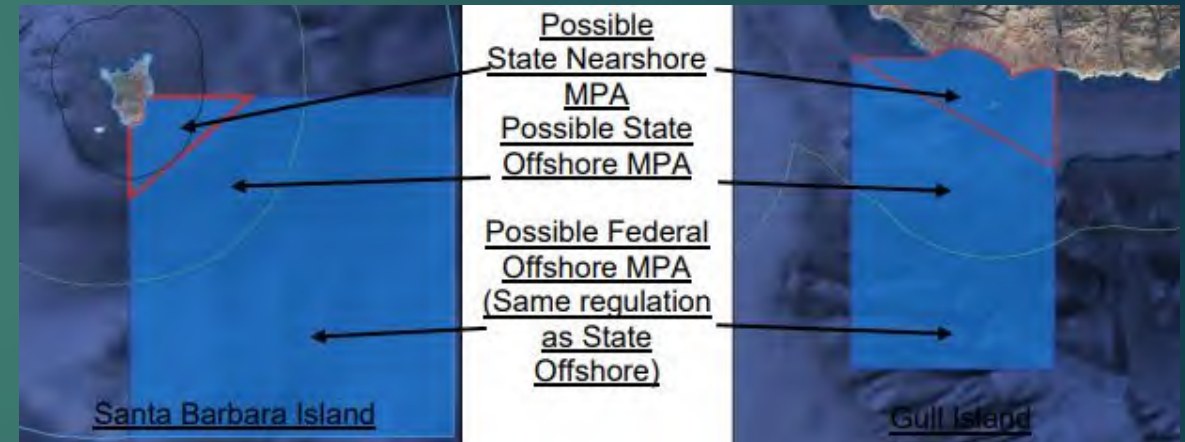 Possible
State Nearshore
MPA
Possible State
Offshore MPA
Possible Federal
Offshore MPA
(Same regulation
as State
Offshore)
Santa Barbara Island
Gull Island